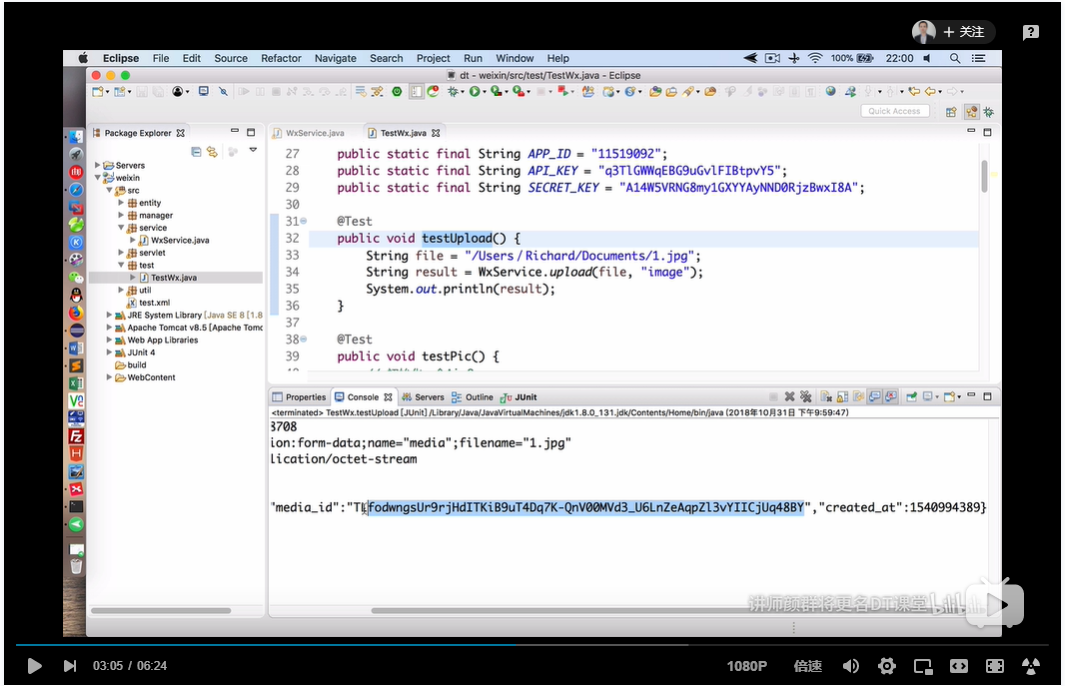 + 关注
?
Eclipse File Edit Source Refactor Navigate Search Project Run Window Help 100% 22:00
dt - weixin/src/test/TestWx.java - Eclipse
Quick Access
Package Explorer
Servers
weixin
src
entity
manager
service
WxService.java
servlet
test
TestWx.java
util
test.xml
JRE System Library [Java SE 8 [1.8
Apache Tomcat v8.5 [Apache Tomc
Web App Libraries
JUnit 4
build
WebContent
WxService.java TestWx.java
27 public static final String APP_ID = "11519092";
28 public static final String API_KEY = "q3TlGWWqEBG9uGvlFIBtpvY5";
29 public static final String SECRET_KEY = "A14W5VRNG8my1GXYYAyNND0RjzBwxI8A";
30
31 @Test
32 public void testUpload() {
33 String file = "/Users/Richard/Documents/1.jpg";
34 String result = WxService.upload(file, "image");
35 System.out.println(result);
36 }
37
38 @Test
39 public void testPic() {
Properties Console Servers Outline JUnit
<terminated> TestWx.testUpload [JUnit] /Library/Java/JavaVirtualMachines/jdk1.8.0_131.jdk/Contents/Home/bin/java (2018年10月31日 下午9:59:47)
3708
ion:form-data;name="media";filename="1.jpg"
lication/octet-stream
"media_id":"TlfodwngsUr9rjHdITKiB9uT4Dq7K-QnV00MVd3_U6LnZeAqpZl3vYIICjUq48BY","created_at":1540994389}
讲师颜群将更名DT课堂 bilibili
03:05 / 06:24 1080P 倍速